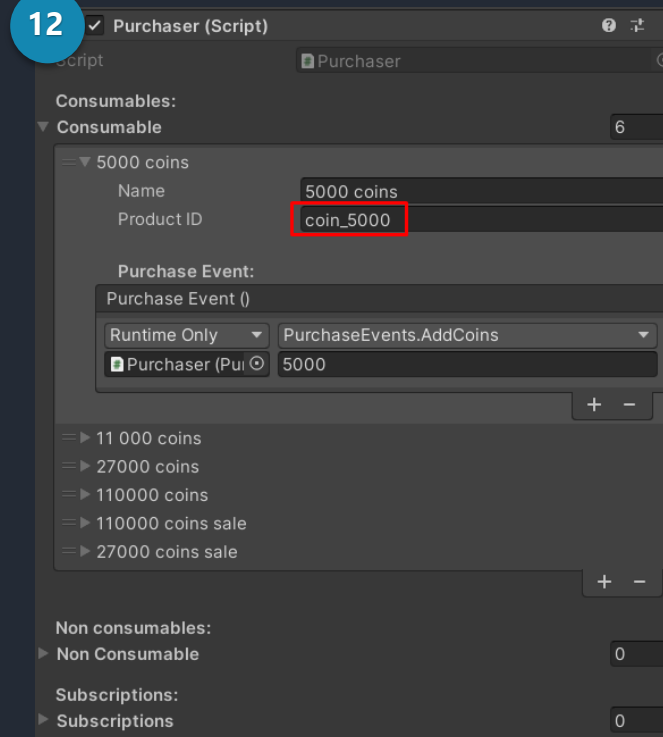 12
Purchaser (Script)
Script
Purchaser
Consumables:
Consumable
6
5000 coins
Name
5000 coins
Product ID
coin_5000
Purchase Event:
Purchase Event ()
Runtime Only
PurchaseEvents.AddCoins
Purchaser (Pur
5000
+ −
11 000 coins
27000 coins
110000 coins
110000 coins sale
27000 coins sale
+ −
Non consumables:
Non Consumable
0
Subscriptions:
Subscriptions
0